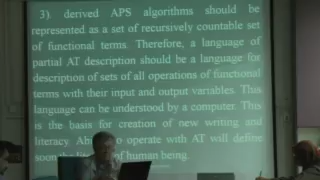 3) derived APS algorithms should be
represented as a set of recursively countable set
of functional terms. Therefore, a language of
partial AT description should be a language for
description of sets of all operations of functional
terms with their input and output variables. This
language can be understood by a computer. This
is the basis for creation of new writing and
literacy. to operate with AT will define
soon of human being.